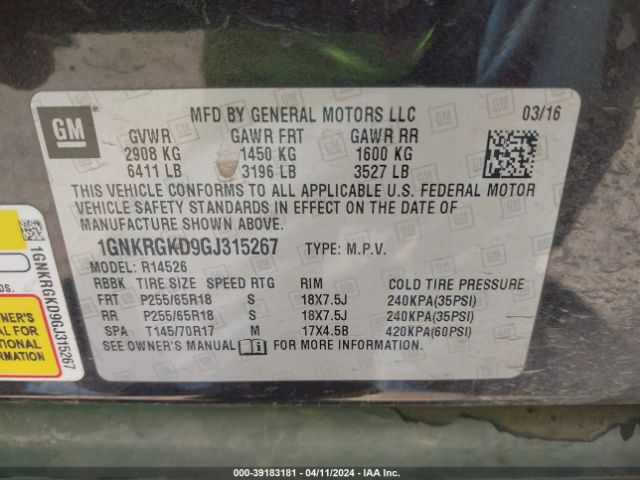 GM
MFD BY GENERAL MOTORS LLC 03/16
GVWR GAWR FRT GAWR RR
2908 KG 1450 KG 1600 KG
6411 LB 3196 LB 3527 LB
THIS VEHICLE CONFORMS TO ALL APPLICABLE U.S. FEDERAL MOTOR
VEHICLE SAFETY STANDARDS IN EFFECT ON THE DATE OF
MANUFACTURE SHOWN ABOVE.
1GNKRGKD9GJ315267 TYPE: M.P.V.
MODEL: R14526
RBBK TIRE SIZE SPEED RTG RIM COLD TIRE PRESSURE
FRT P255/65R18 S 18X7.5J 240KPA(35PSI)
RR P255/65R18 S 18X7.5J 240KPA(35PSI)
SPA T145/70R17 M 17X4.5B 420KPA(60PSI)
SEE OWNER'S MANUAL FOR MORE INFORMATION.
1GNKRGKD9GJ315267
DS.
AL FOR
ORMATION.
000-39183181 - 04/11/2024 - IAA Inc.